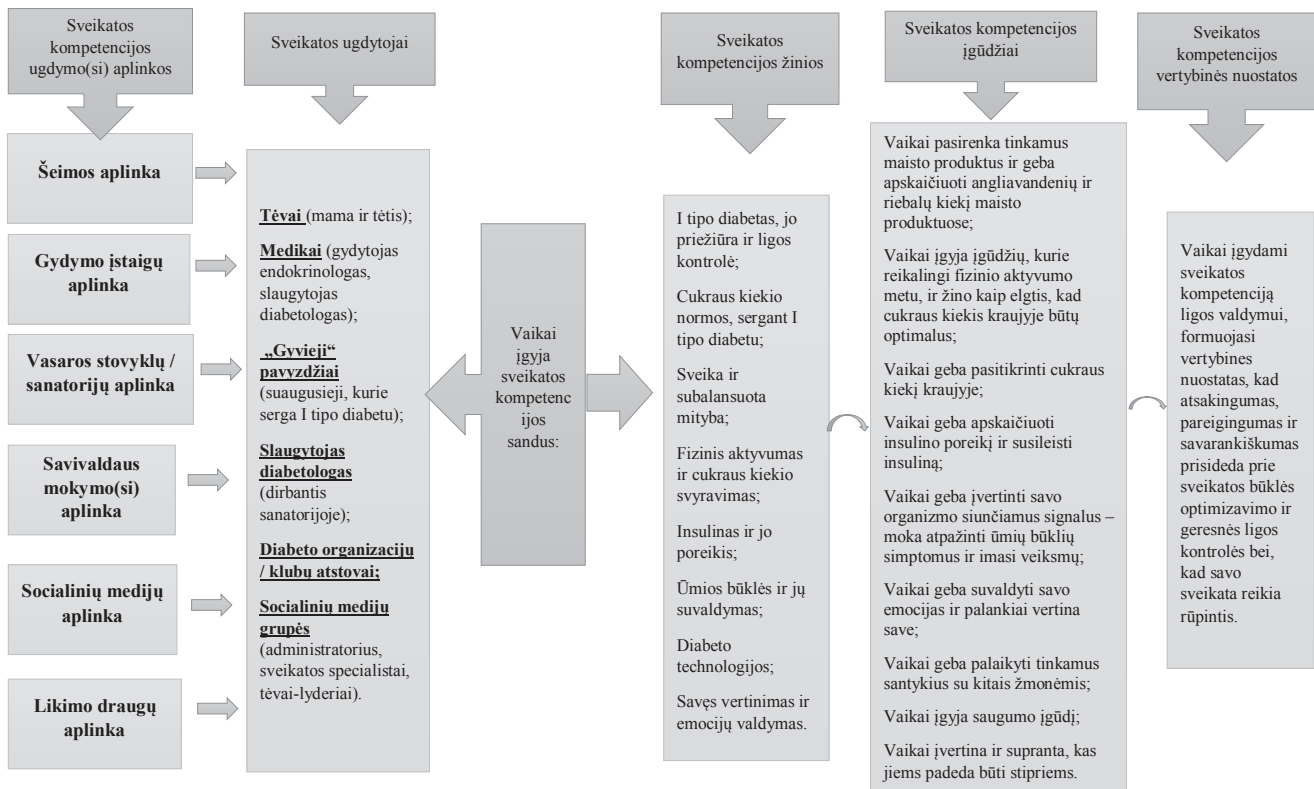 Sveikatos
kompetencijos
ugdymo(si) aplinkos
Šeimos aplinka
Gydymo įstaigų
aplinka
Vasaros stovyklų /
sanatorijų aplinka
Savivaldaus
mokymo(si)
aplinka
Socialinių medijų
aplinka
Likimo draugų
aplinka
Sveikatos ugdytojai
Tėvai (mama ir tėtis);
Medikai (gydytojas
endokrinologas,
slaugytojas
diabetologas);
„Gyvieji“
pavyzdžiai
(suaugusieji, kurie
serga I tipo diabetu);
Slaugytojas
diabetologas
(dirbantis
sanatorijoje);
Diabeto organizacijų
/ klubų atstovai;
Socialinių medijų
grupės
(administratorius,
sveikatos specialistai,
tėvai-lyderiai).
Vaikai
įgyja
sveikatos
kompetenc
ijos
sandus:
Sveikatos
kompetencijos žinios
I tipo diabetas, jo
priežiūra ir ligos
kontrolė;
Cukraus kiekio
normos, sergant I
tipo diabetu;
Sveika ir
subalansuota
mityba;
Fizinis aktyvumas
ir cukraus kiekio
svyravimas;
Insulinas ir jo
poreikis;
Ūmios būklės ir jų
suvaldymas;
Diabeto
technologijos;
Savęs vertinimas ir
emocijų valdymas.
Sveikatos kompetencijos
įgūdžiai
Vaikai pasirenka tinkamus
maisto produktus ir geba
apskaičiuoti angliavandenių ir
riebalų kiekį maisto
produktuose;
Vaikai įgyja įgūdžių, kurie
reikalingi fizinio aktyvumo
metu, ir žino kaip elgtis, kad
cukraus kiekis kraujyje būtų
optimalus;
Vaikai geba pasitikrinti cukraus
kiekį kraujyje;
Vaikai geba apskaičiuoti
insulino poreikį ir susileisti
insuliną;
Vaikai geba įvertinti savo
organizmo siunčiamus signalus –
moka atpažinti ūmių būklių
simptomus ir imasi veiksmų;
Vaikai geba suvaldyti savo
emocijas ir palankiai vertina
save;
Vaikai geba palaikyti tinkamus
santykius su kitais žmonėmis;
Vaikai įgyja saugumo įgūdį;
Vaikai įvertina ir supranta, kas
jiems padeda būti stipriems.
Sveikatos
kompetencijos
vertybinės nuostatos
Vaikai įgydami
sveikatos
kompetenciją
ligos valdymui,
formuojasi
vertybines
nuostatas, kad
atsakingumas,
pareigingumas ir
savarankiškumas
prisideda prie
sveikatos būklės
optimizavimo ir
geresnės ligos
kontrolės bei,
kad savo
sveikata reikia
rūpintis.